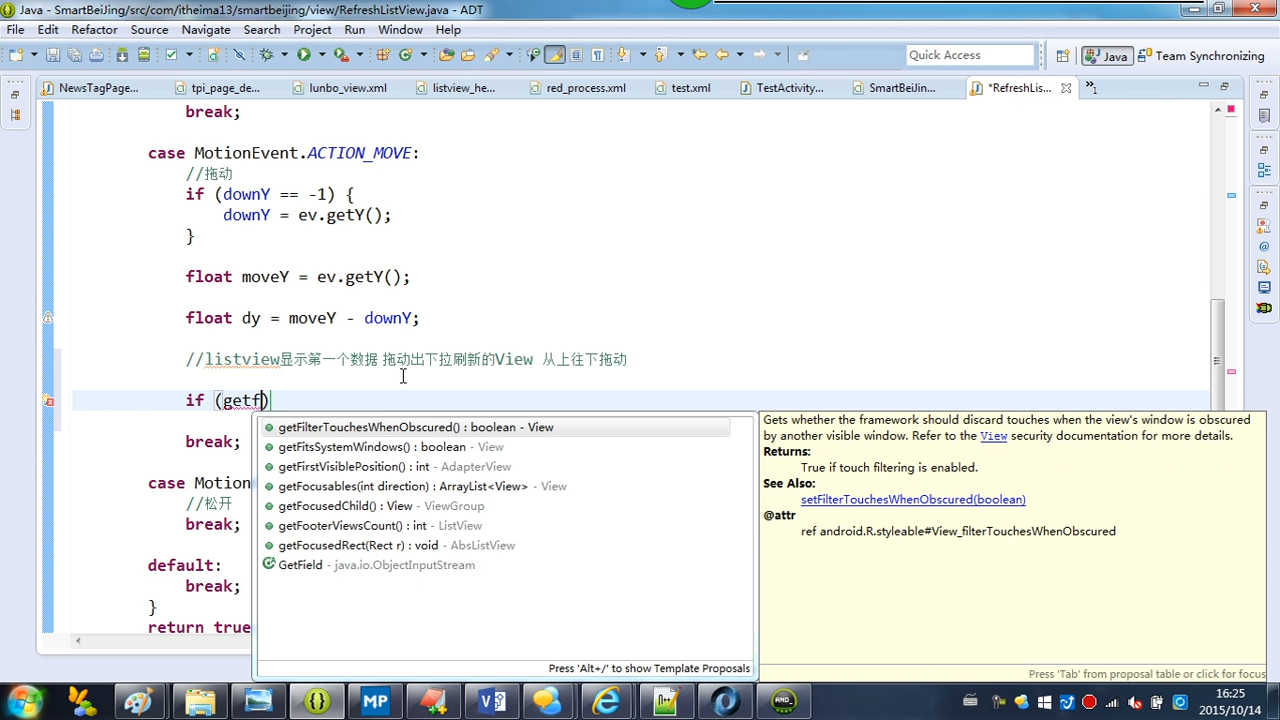 Java - SmartBeiJing/src/com/itheima13/smartbeijing/view/RefreshListView.java - ADT
File Edit Refactor Source Navigate Search Project Run Window Help
Quick Access
Java
Team Synchronizing
NewsTagPage...
tpi_page_de...
lunbo_view.xml
listview_he...
red_process.xml
test.xml
TestActivity...
SmartBeiJin...
*RefreshLis...
»1
break;
case MotionEvent.ACTION_MOVE:
//拖动
if (downY == -1) {
downY = ev.getY();
}
float moveY = ev.getY();
float dy = moveY - downY;
//listview显示第一个数据 拖动出下拉刷新的View 从上往下拖动
if (getf)
break;
case Motion
//松开
break;
default:
break;
}
return true
getFilterTouchesWhenObscured() : boolean - View
getFitsSystemWindows() : boolean - View
getFirstVisiblePosition() : int - AdapterView
getFocusables(int direction) : ArrayList<View> - View
getFocusedChild() : View - ViewGroup
getFooterViewsCount() : int - ListView
getFocusedRect(Rect r) : void - AbsListView
GetField - java.io.ObjectInputStream
Press 'Alt+/' to show Template Proposals
Gets whether the framework should discard touches when the view's window is obscured
by another visible window. Refer to the View security documentation for more details.
Returns:
True if touch filtering is enabled.
See Also:
setFilterTouchesWhenObscured(boolean)
@attr
ref android.R.styleable#View_filterTouchesWhenObscured
Press 'Tab' from proposal table or click for focus
MP
16:25
2015/10/14